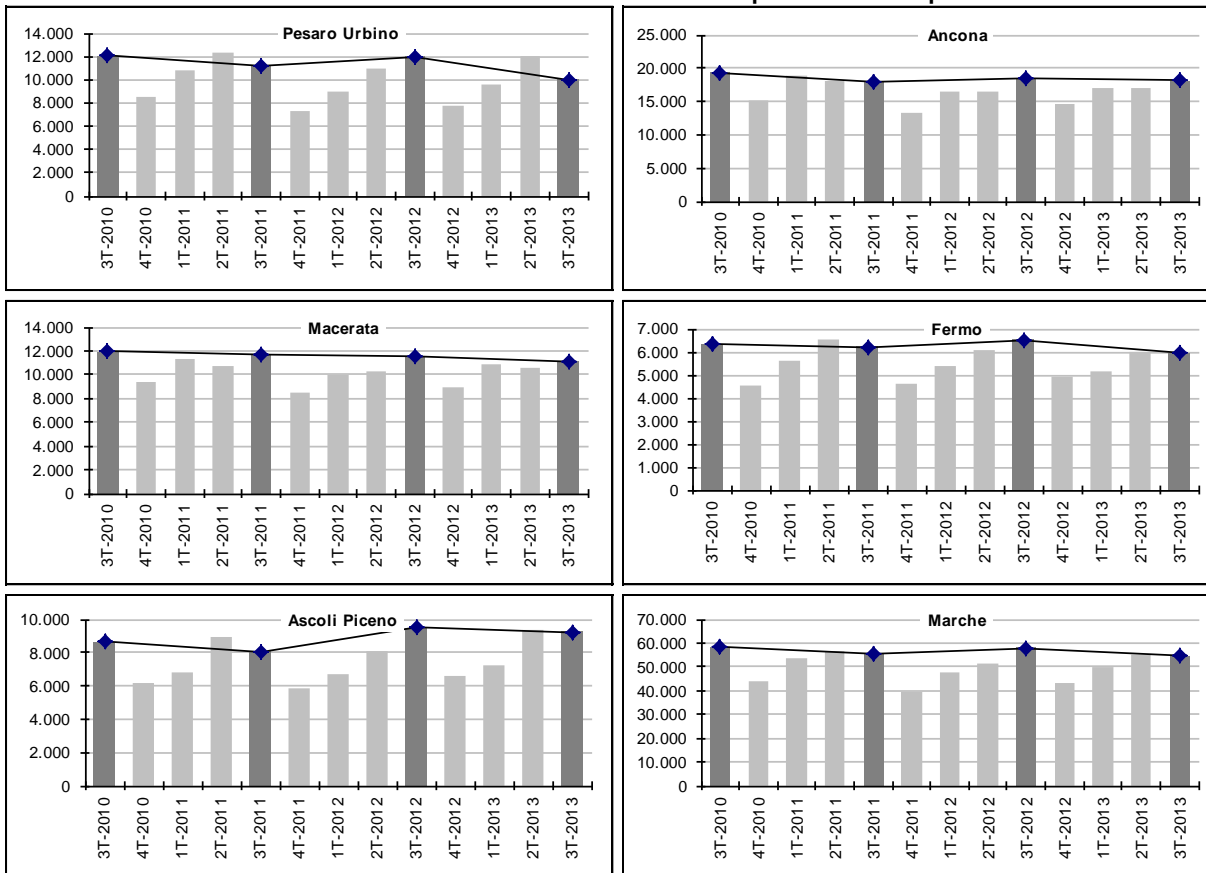 Pesaro Urbino
14.000
12.000
10.000
8.000
6.000
4.000
2.000
0
3T-2010
4T-2010
1T-2011
2T-2011
3T-2011
4T-2011
1T-2012
2T-2012
3T-2012
4T-2012
1T-2013
2T-2013
3T-2013
Ancona
25.000
20.000
15.000
10.000
5.000
0
3T-2010
4T-2010
1T-2011
2T-2011
3T-2011
4T-2011
1T-2012
2T-2012
3T-2012
4T-2012
1T-2013
2T-2013
3T-2013
Macerata
14.000
12.000
10.000
8.000
6.000
4.000
2.000
0
3T-2010
4T-2010
1T-2011
2T-2011
3T-2011
4T-2011
1T-2012
2T-2012
3T-2012
4T-2012
1T-2013
2T-2013
3T-2013
Fermo
7.000
6.000
5.000
4.000
3.000
2.000
1.000
0
3T-2010
4T-2010
1T-2011
2T-2011
3T-2011
4T-2011
1T-2012
2T-2012
3T-2012
4T-2012
1T-2013
2T-2013
3T-2013
Ascoli Piceno
10.000
8.000
6.000
4.000
2.000
0
3T-2010
4T-2010
1T-2011
2T-2011
3T-2011
4T-2011
1T-2012
2T-2012
3T-2012
4T-2012
1T-2013
2T-2013
3T-2013
Marche
70.000
60.000
50.000
40.000
30.000
20.000
10.000
0
3T-2010
4T-2010
1T-2011
2T-2011
3T-2011
4T-2011
1T-2012
2T-2012
3T-2012
4T-2012
1T-2013
2T-2013
3T-2013